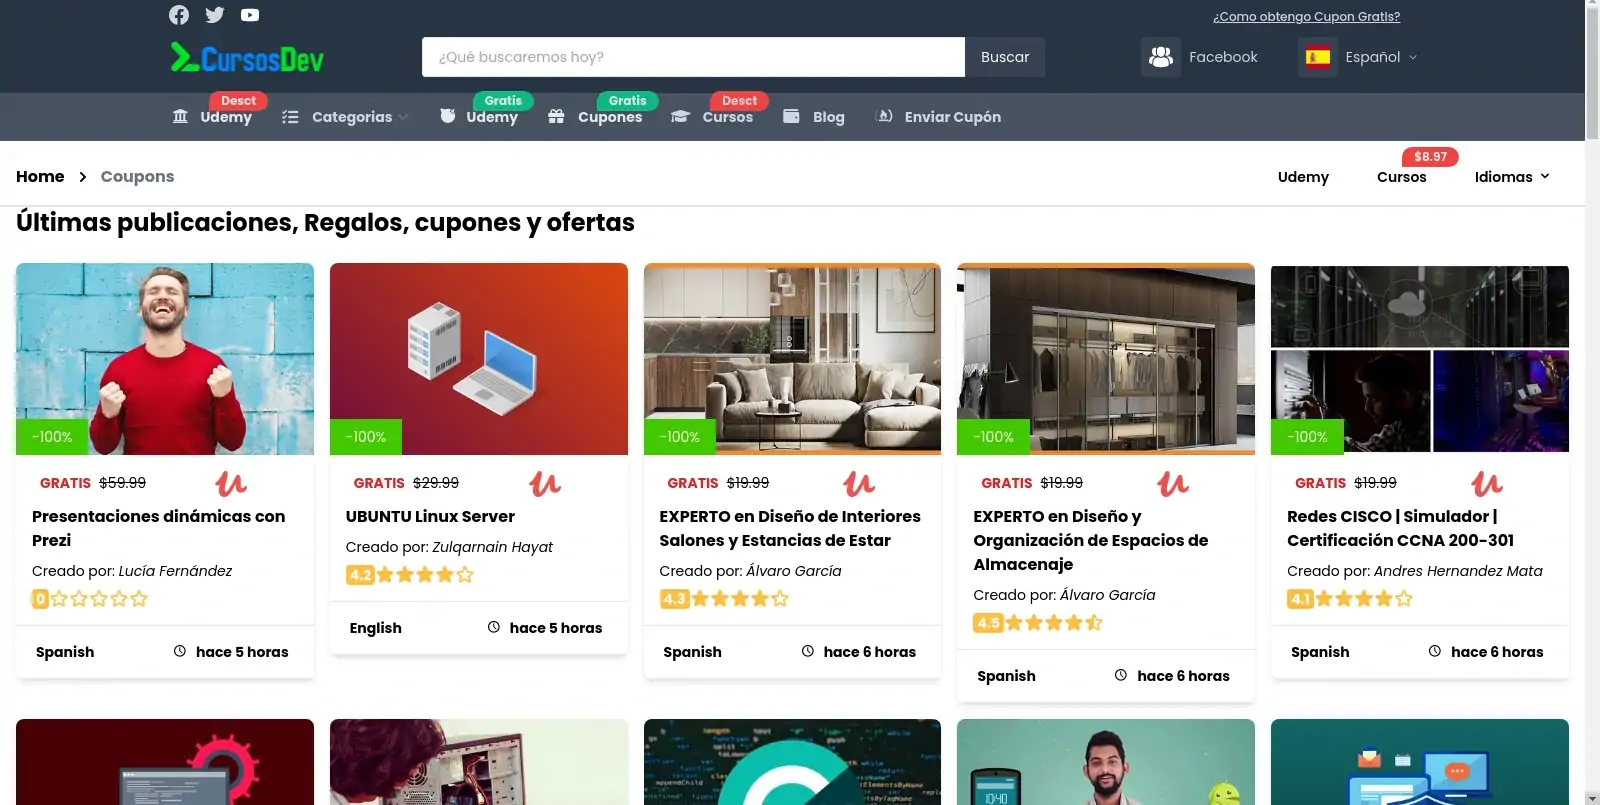 ¿Como obtengo Cupon Gratis?
CursosDev
¿Qué buscaremos hoy?
Buscar
Facebook
Español
Desct
Gratis
Gratis
Desct
Udemy
Categorias
Udemy
Cupones
Cursos
Blog
Enviar Cupón
Home
Coupons
Udemy
$8.97
Cursos
Idiomas
Últimas publicaciones, Regalos, cupones y ofertas
-100%
GRATIS $59.99
Presentaciones dinámicas con
Prezi
Creado por: Lucía Fernández
0
Spanish
hace 5 horas
-100%
GRATIS $29.99
UBUNTU Linux Server
Creado por: Zulqarnain Hayat
4.2
English
hace 5 horas
-100%
GRATIS $19.99
EXPERTO en Diseño de Interiores
Salones y Estancias de Estar
Creado por: Álvaro García
4.3
Spanish
hace 6 horas
-100%
GRATIS $19.99
EXPERTO en Diseño y
Organización de Espacios de
Almacenaje
Creado por: Álvaro García
4.5
Spanish
hace 6 horas
-100%
GRATIS $19.99
Redes CISCO | Simulador |
Certificación CCNA 200-301
Creado por: Andres Hernandez Mata
4.1
Spanish
hace 6 horas
10:40